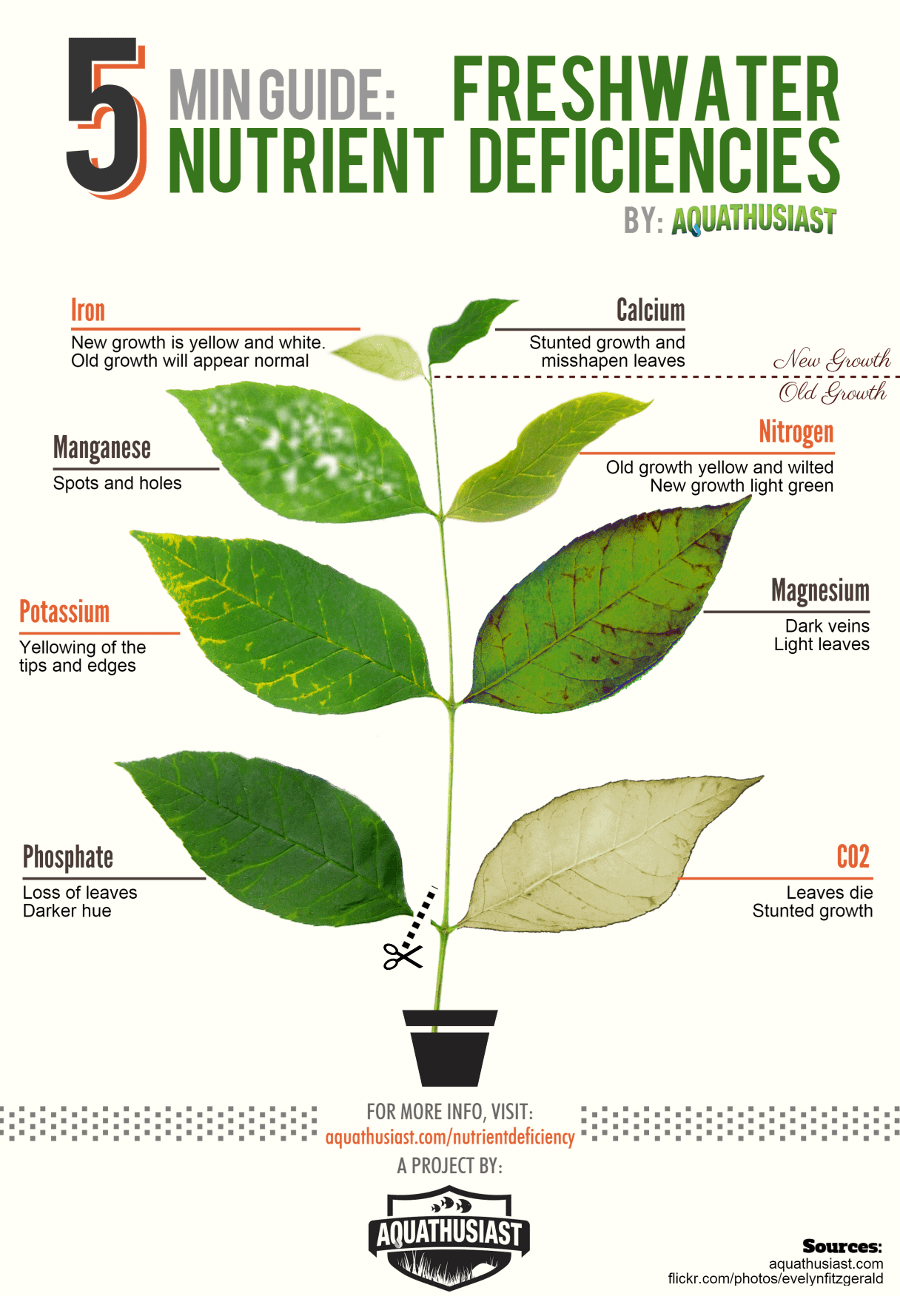 5 MIN GUIDE: FRESHWATER
NUTRIENT DEFICIENCIES
BY: AQUATHUSIAST
Iron
New growth is yellow and white.
Old growth will appear normal
Calcium
Stunted growth and
misshapen leaves
New Growth
Old Growth
Manganese
Spots and holes
Nitrogen
Old growth yellow and wilted
New growth light green
Potassium
Yellowing of the
tips and edges
Magnesium
Dark veins
Light leaves
Phosphate
Loss of leaves
Darker hue
CO2
Leaves die
Stunted growth
FOR MORE INFO, VISIT:
aquathusiast.com/nutrientdeficiency
A PROJECT BY:
AQUATHUSIAST
Sources:
aquathusiast.com
flickr.com/photos/evelynfitzgerald